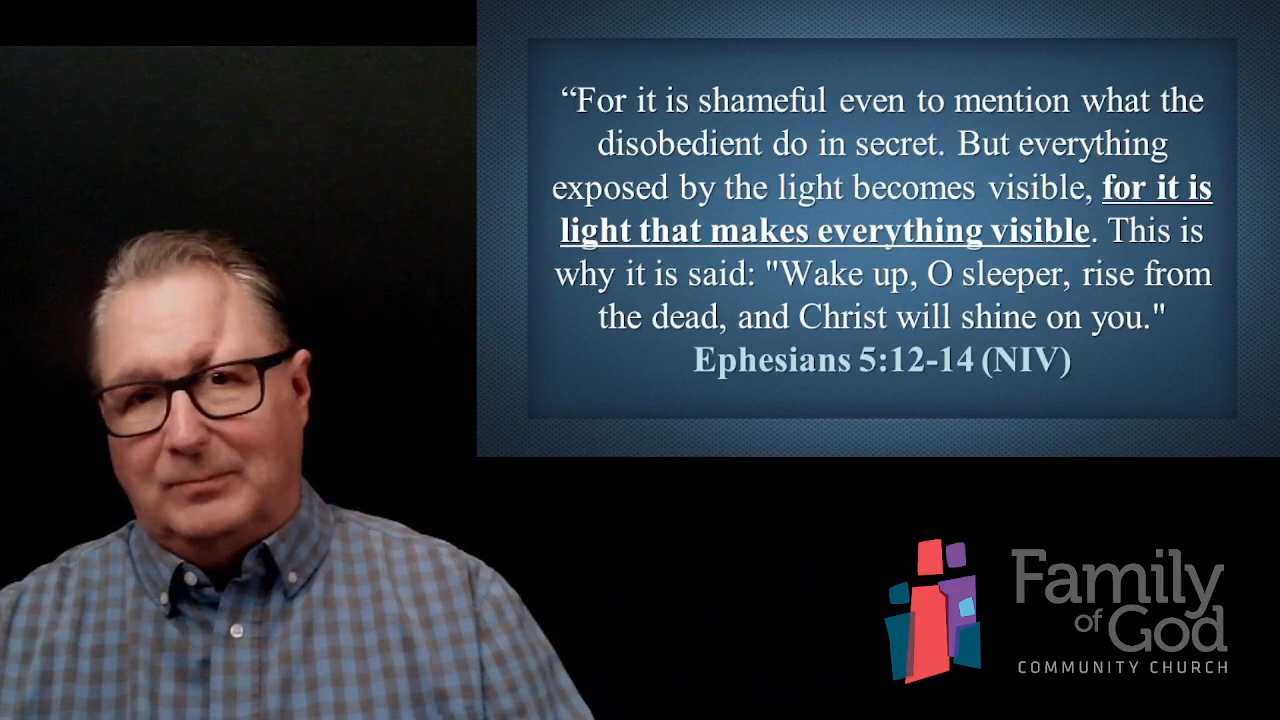 “For it is shameful even to mention what the
disobedient do in secret. But everything
exposed by the light becomes visible, for it is
light that makes everything visible. This is
why it is said: "Wake up, O sleeper, rise from
the dead, and Christ will shine on you."
Ephesians 5:12-14 (NIV)
Family
of God
COMMUNITY CHURCH